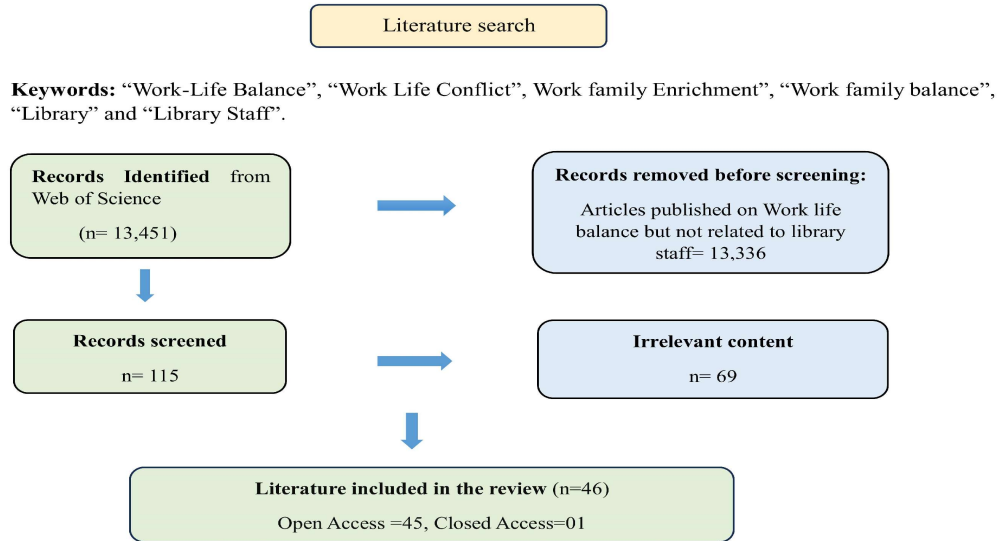 Literature search
Keywords: “Work-Life Balance”, “Work Life Conflict”, Work family Enrichment”, “Work family balance”,
“Library” and “Library Staff”.
Records Identified from
Web of Science
(n= 13,451)
Records removed before screening:
Articles published on Work life
balance but not related to library
staff= 13,336
Records screened
n= 115
Irrelevant content
n= 69
Literature included in the review (n=46)
Open Access =45, Closed Access=01